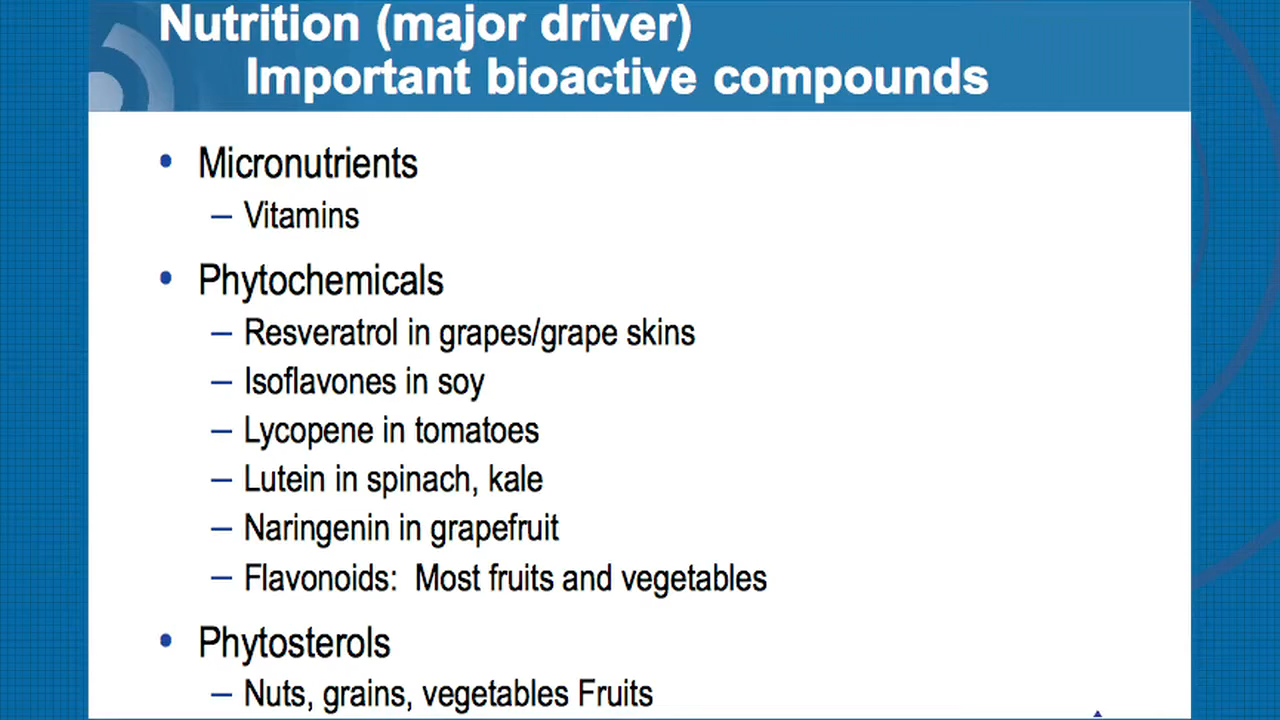 Nutrition (major driver)
Important bioactive compounds
• Micronutrients
– Vitamins
• Phytochemicals
– Resveratrol in grapes/grape skins
– Isoflavones in soy
– Lycopene in tomatoes
– Lutein in spinach, kale
– Naringenin in grapefruit
– Flavonoids: Most fruits and vegetables
• Phytosterols
– Nuts, grains, vegetables Fruits